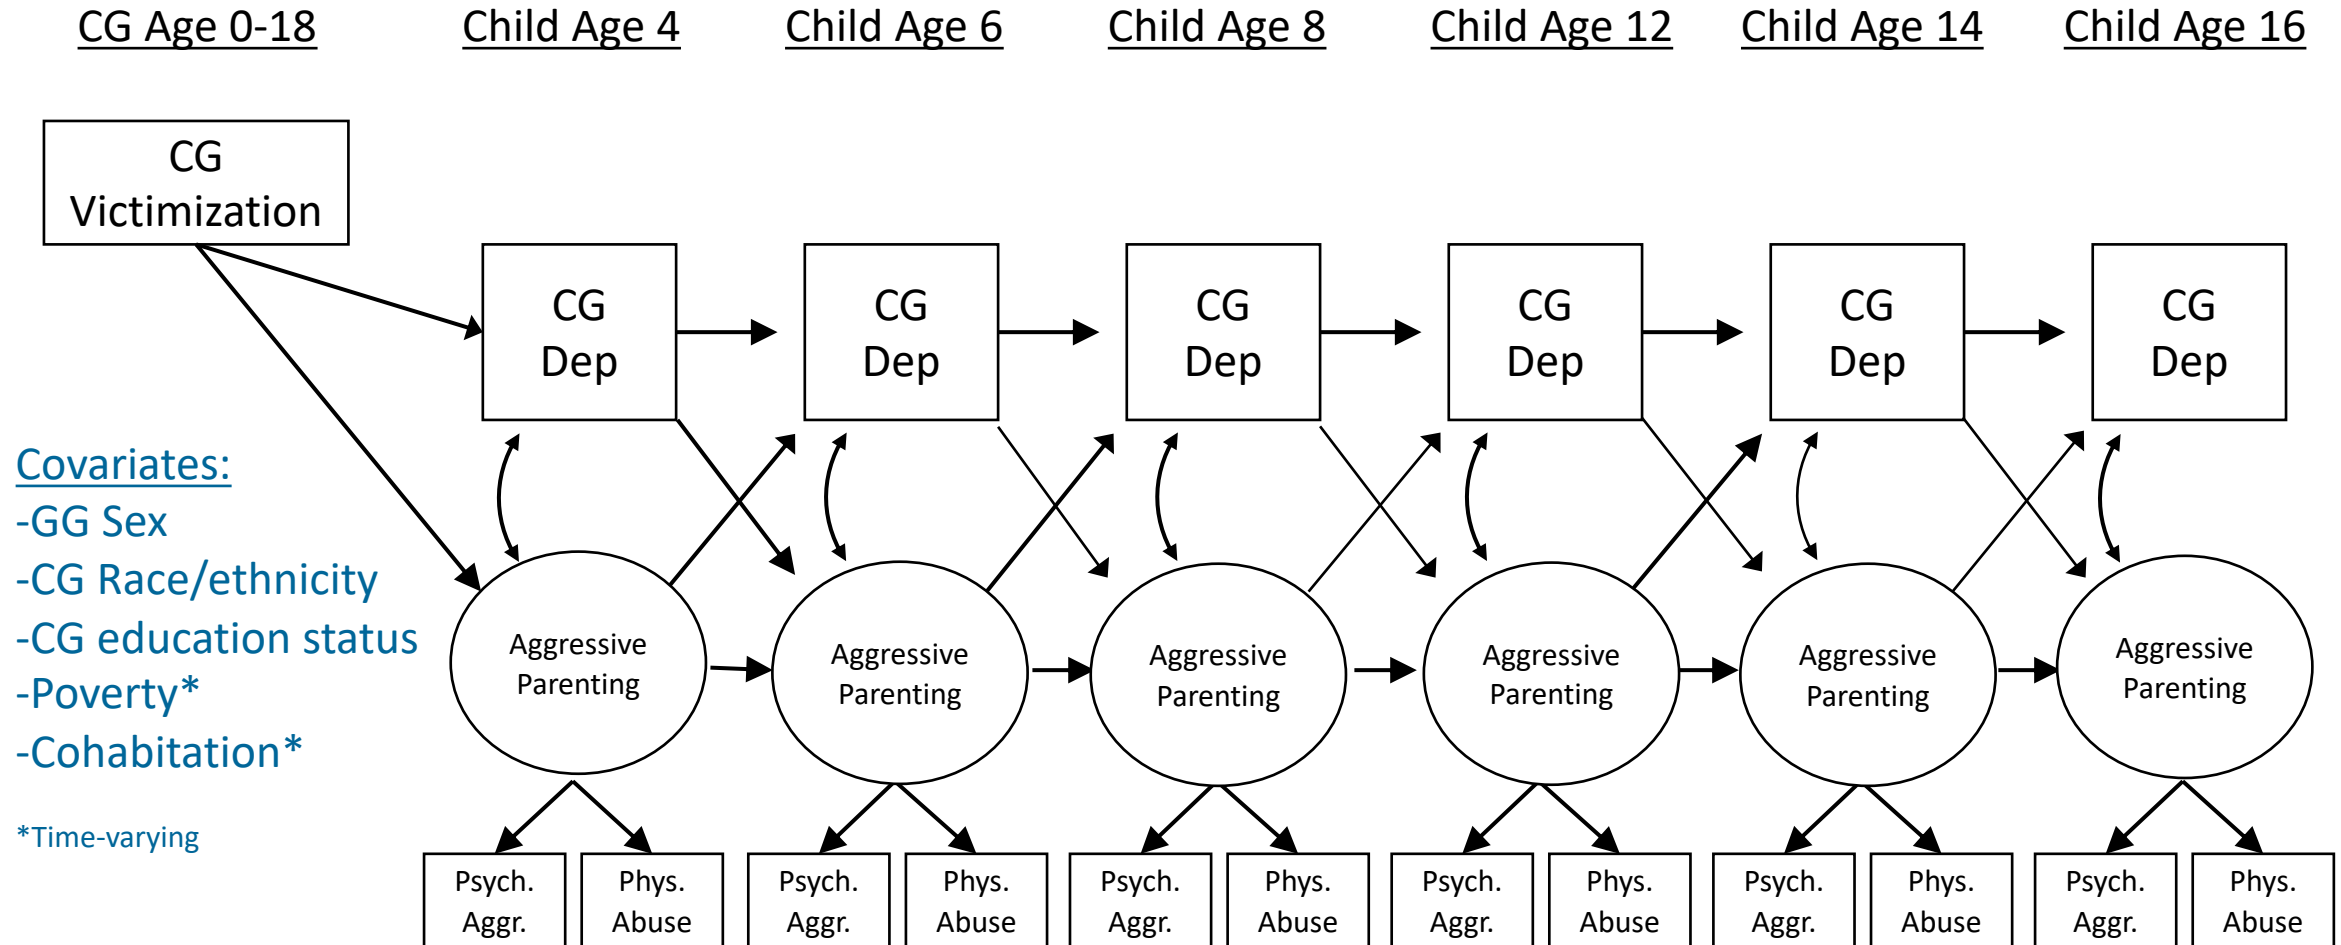 CG Age 0-18
Child Age 4
Child Age 6
Child Age 8
Child Age 12
Child Age 14
Child Age 16
CG
Victimization
CG
Dep
CG
Dep
CG
Dep
CG
Dep
CG
Dep
CG
Dep
Covariates:
-GG Sex
-CG Race/ethnicity
-CG education status
-Poverty*
-Cohabitation*
*Time-varying
Aggressive
Parenting
Aggressive
Parenting
Aggressive
Parenting
Aggressive
Parenting
Aggressive
Parenting
Aggressive
Parenting
Psych.
Aggr.
Phys.
Abuse
Psych.
Aggr.
Phys.
Abuse
Psych.
Aggr.
Phys.
Abuse
Psych.
Aggr.
Phys.
Abuse
Psych.
Aggr.
Phys.
Abuse
Psych.
Aggr.
Phys.
Abuse